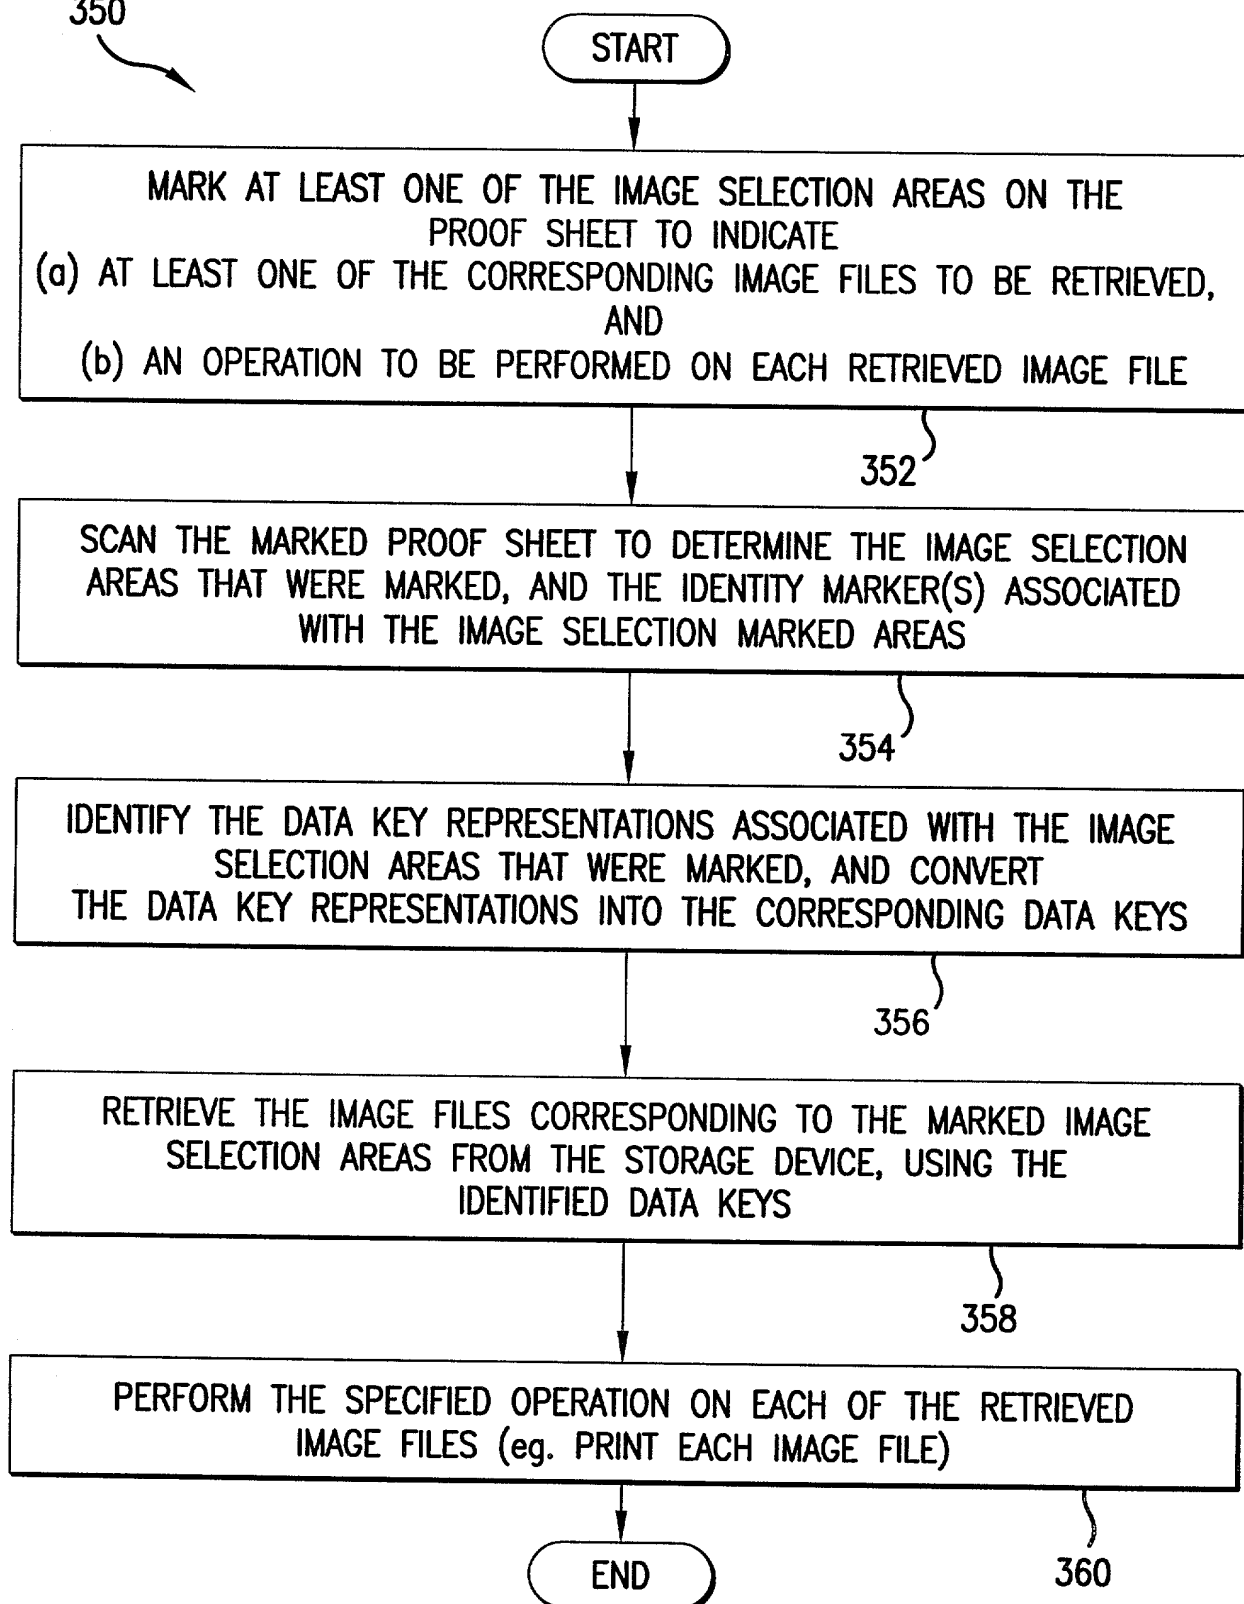 350
START
MARK AT LEAST ONE OF THE IMAGE SELECTION AREAS ON THE
PROOF SHEET TO INDICATE
(a) AT LEAST ONE OF THE CORRESPONDING IMAGE FILES TO BE RETRIEVED,
AND
(b) AN OPERATION TO BE PERFORMED ON EACH RETRIEVED IMAGE FILE
352
SCAN THE MARKED PROOF SHEET TO DETERMINE THE IMAGE SELECTION
AREAS THAT WERE MARKED, AND THE IDENTITY MARKER(S) ASSOCIATED
WITH THE IMAGE SELECTION MARKED AREAS
354
IDENTIFY THE DATA KEY REPRESENTATIONS ASSOCIATED WITH THE IMAGE
SELECTION AREAS THAT WERE MARKED, AND CONVERT
THE DATA KEY REPRESENTATIONS INTO THE CORRESPONDING DATA KEYS
356
RETRIEVE THE IMAGE FILES CORRESPONDING TO THE MARKED IMAGE
SELECTION AREAS FROM THE STORAGE DEVICE, USING THE
IDENTIFIED DATA KEYS
358
PERFORM THE SPECIFIED OPERATION ON EACH OF THE RETRIEVED
IMAGE FILES (eg. PRINT EACH IMAGE FILE)
360
END